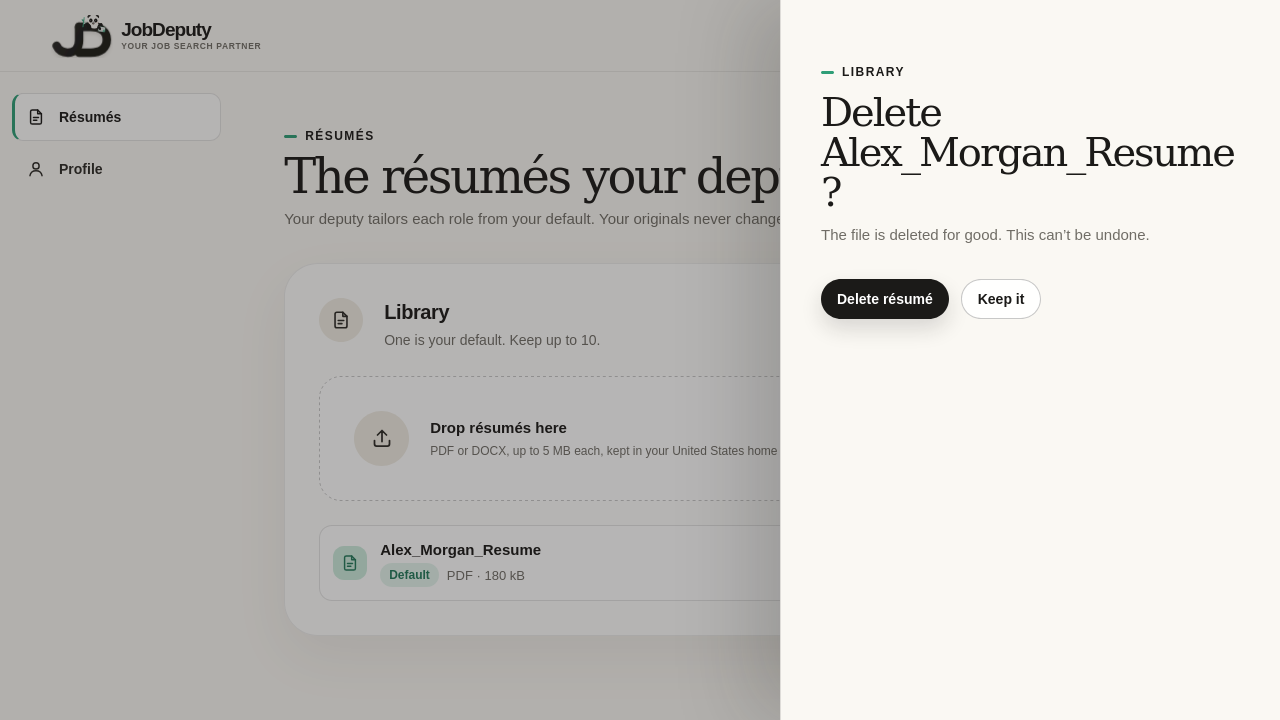 JobDeputy
YOUR JOB SEARCH PARTNER
Résumés
Profile
RÉSUMÉS
The résumés your dep
Your deputy tailors each role from your default. Your originals never change
Library
One is your default. Keep up to 10.
Drop résumés here
PDF or DOCX, up to 5 MB each, kept in your United States home
Alex_Morgan_Resume
Default
PDF · 180 kB
LIBRARY
Delete
Alex_Morgan_Resume
?
The file is deleted for good. This can’t be undone.
Delete résumé
Keep it